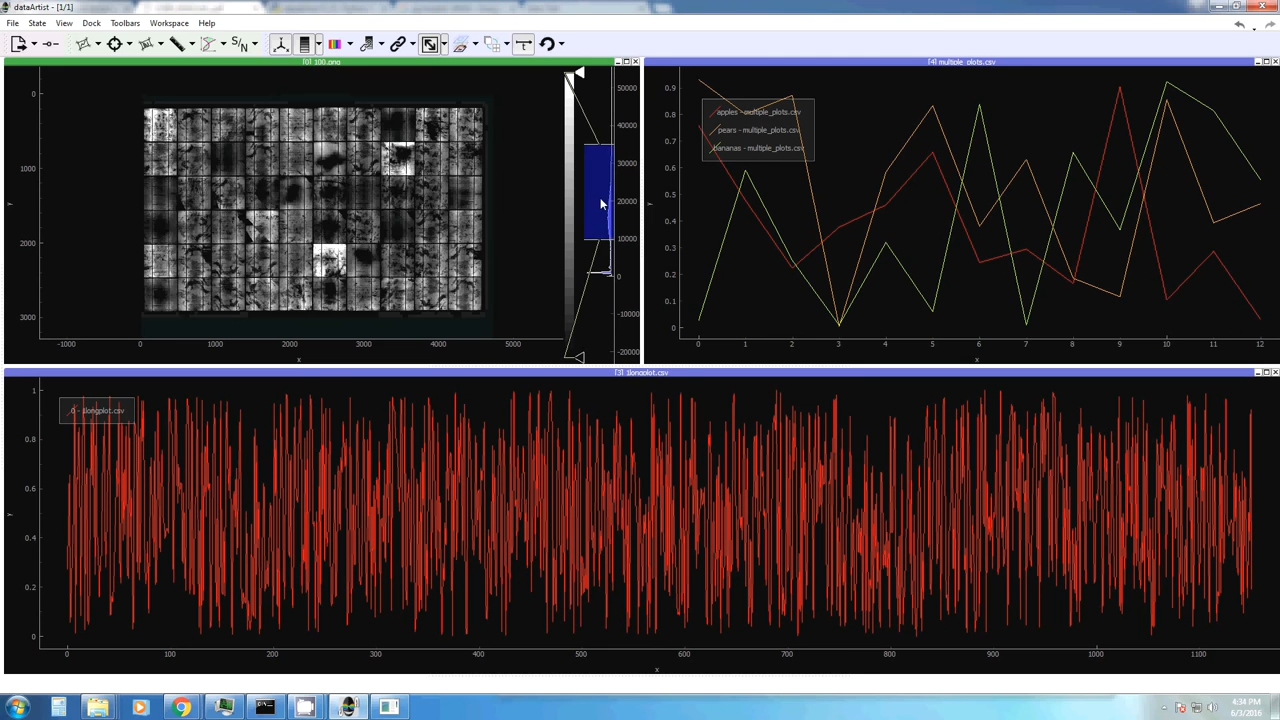 dataArtist - [1/1]
File State View Dock Toolbars Workspace Help
S/N
[0] 100.png
0
1000
2000
3000
y
-1000 0 1000 2000 3000 4000 5000
x
50000
40000
30000
20000
10000
0
-10000
-20000
[4] multiple_plots.csv
0.9
0.8
0.7
0.6
0.5
0.4
0.3
0.2
0.1
0
y
apples - multiple_plots.csv
pears - multiple_plots.csv
bananas - multiple_plots.csv
0 1 2 3 4 5 6 7 8 9 10 11 12
x
[3] 1longplot.csv
1
0.8
0.6
0.4
0.2
0
y
0 - 1longplot.csv
0 100 200 300 400 500 600 700 800 900 1000 1100
x
4:34 PM
6/3/2016